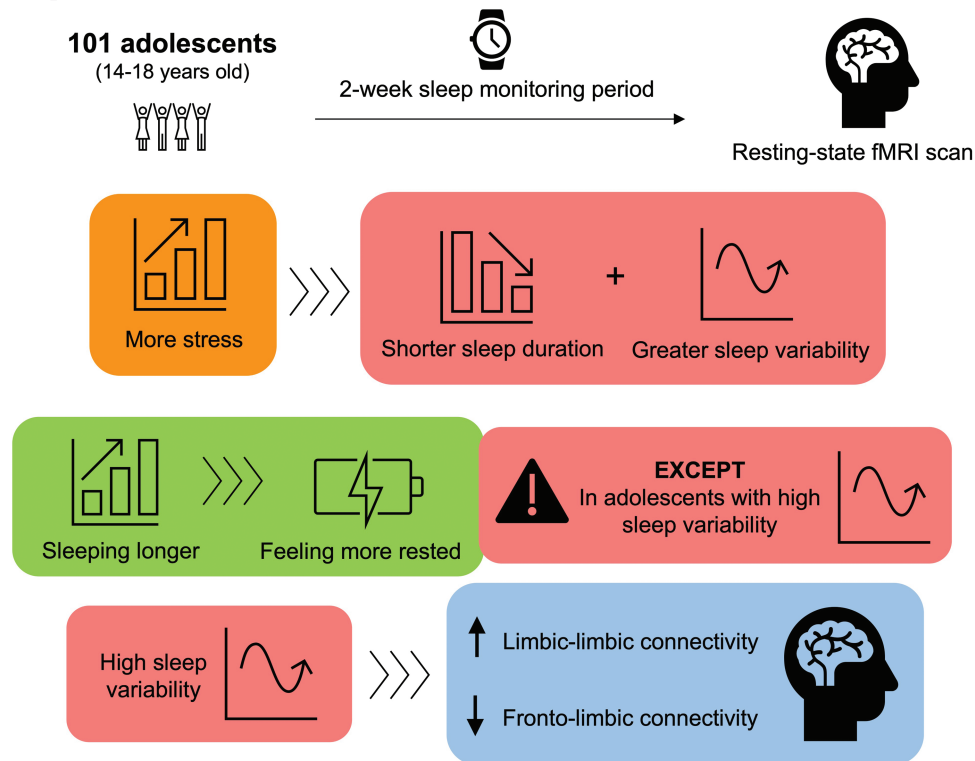 101 adolescents
(14-18 years old)
2-week sleep monitoring period
Resting-state fMRI scan
More stress
Shorter sleep duration
+
Greater sleep variability
Sleeping longer
Feeling more rested
EXCEPT
In adolescents with high
sleep variability
High sleep
variability
Limbic-limbic connectivity
Fronto-limbic connectivity